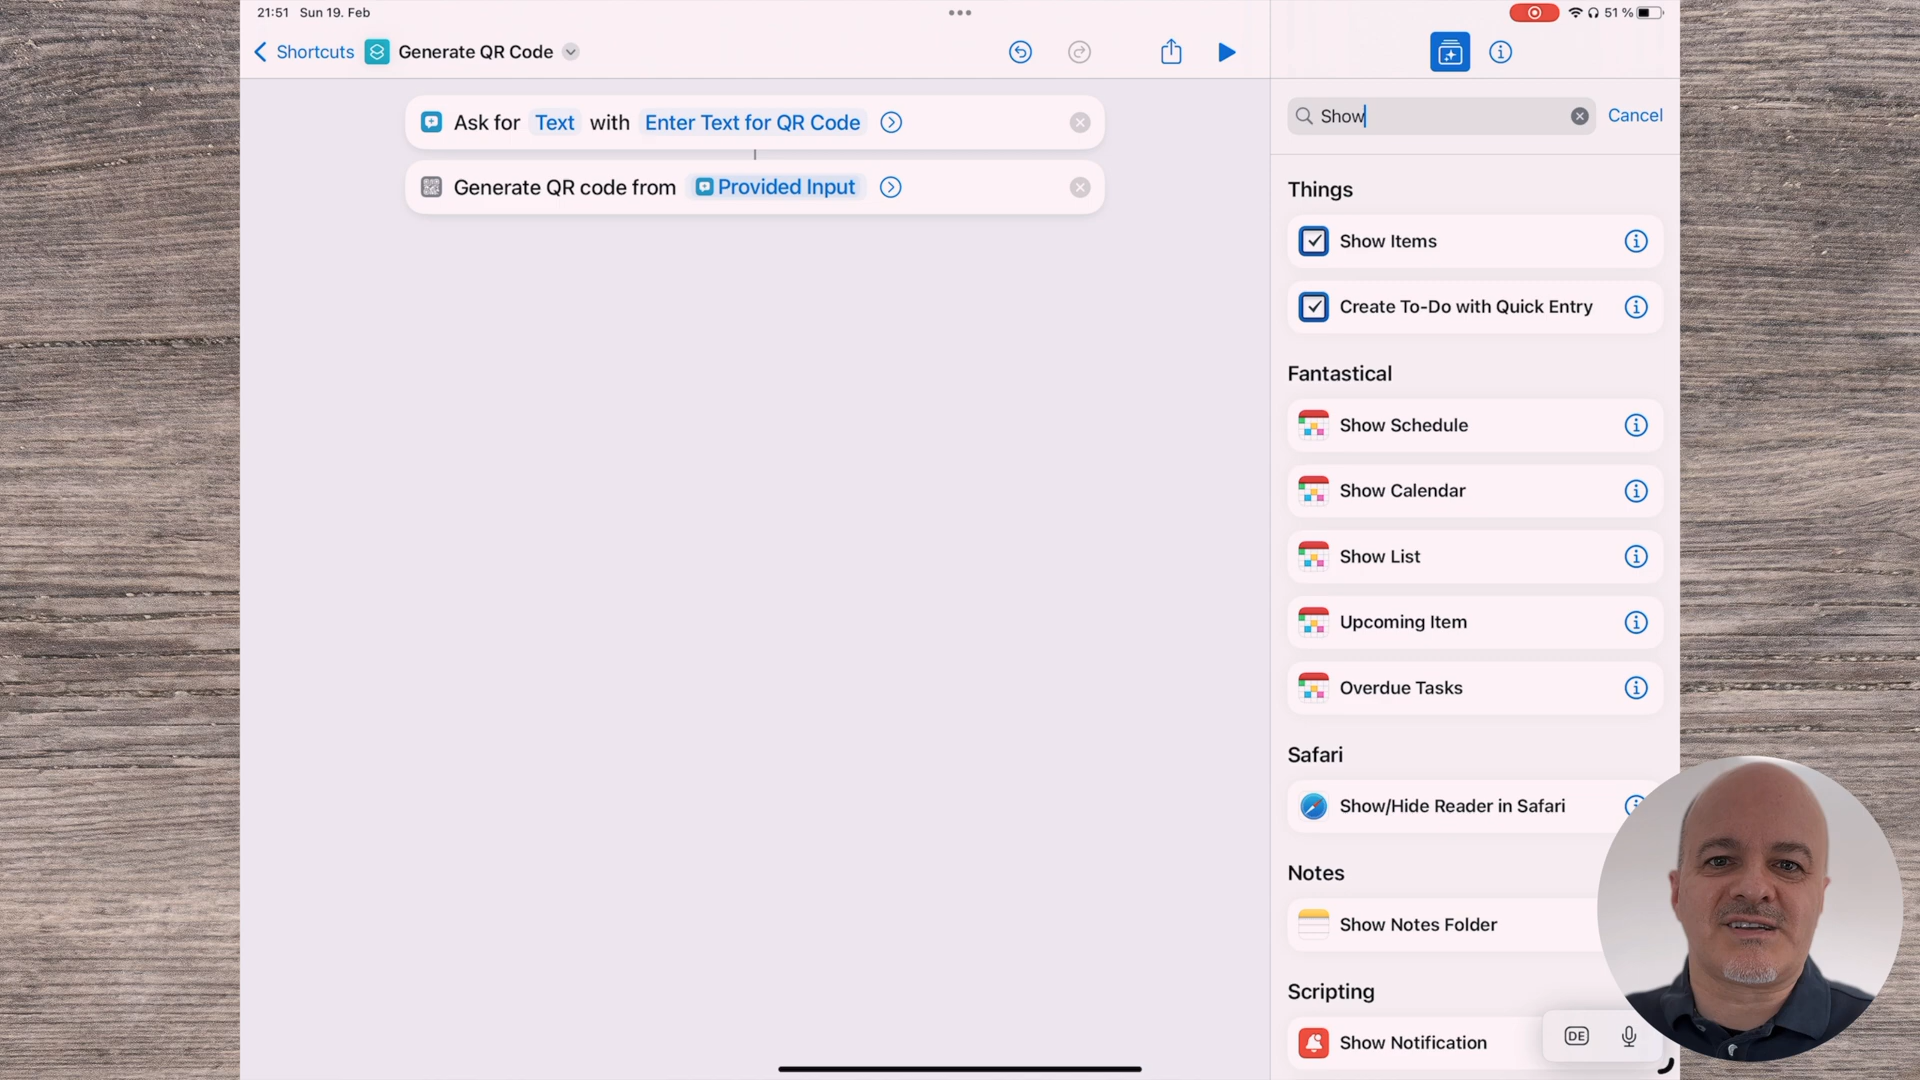 21:51 Sun 19. Feb
51 %
Shortcuts Generate QR Code
Ask for Text with Enter Text for QR Code
Generate QR code from Provided Input
Show
Cancel
Things
Show Items
Create To-Do with Quick Entry
Fantastical
Show Schedule
Show Calendar
Show List
Upcoming Item
Overdue Tasks
Safari
Show/Hide Reader in Safari
Notes
Show Notes Folder
Scripting
Show Notification
DE